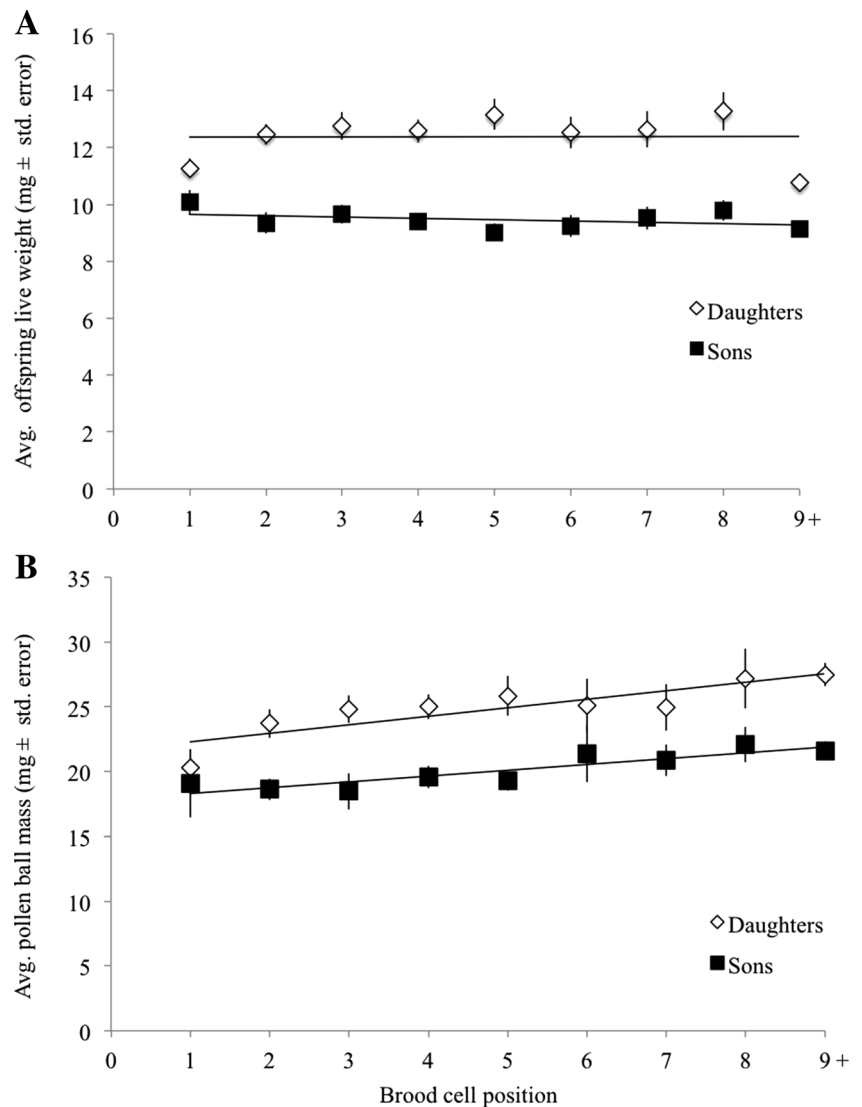 A
Avg. offspring live weight (mg ± std. error)
16
14
12
10
8
6
4
2
0
Daughters
Sons
0 1 2 3 4 5 6 7 8 9+
B
Avg. pollen ball mass (mg ± std. error)
35
30
25
20
15
10
5
0
Daughters
Sons
0 1 2 3 4 5 6 7 8 9 +
Brood cell position